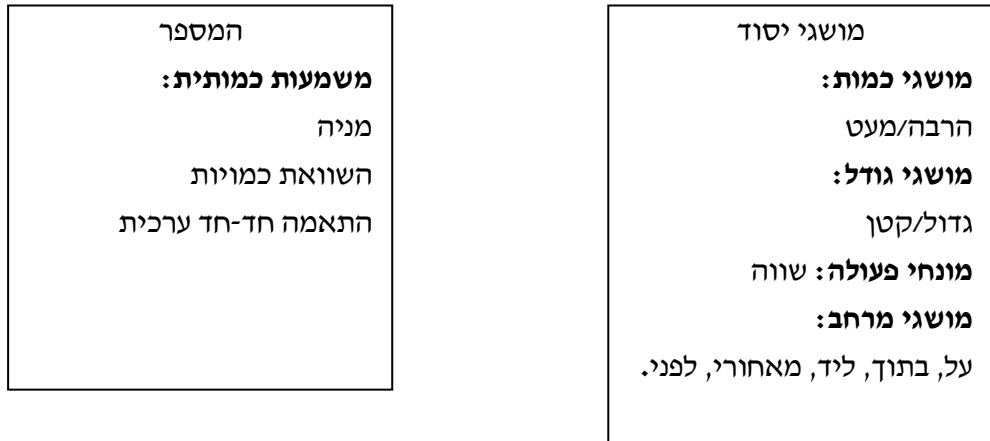 מושגי יסוד
מושגי כמות:
הרבה/מעט
מושגי גודל:
גדול/קטן
מונחי פעולה: שווה
מושגי מרחב:
על, בתוך, ליד, מאחורי, לפני.
המספר
משמעות כמותית:
מניה
השוואת כמויות
התאמה חד-חד ערכית